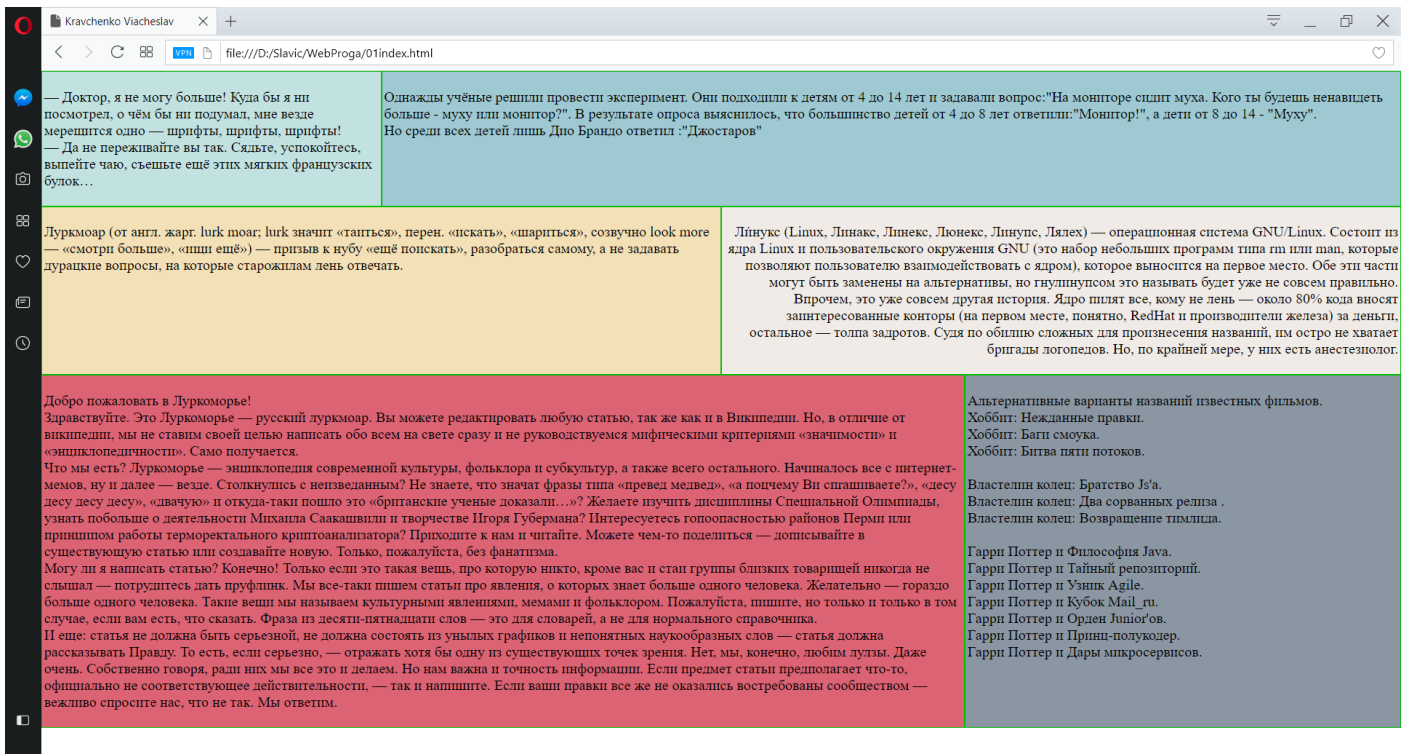 Kravchenko Viacheslav
VPN
file:///D:/Slavic/WebProga/01index.html
— Доктор, я не могу больше! Куда бы я ни
посмотрел, о чём бы ни подумал, мне везде
мерещится одно — шрифты, шрифты, шрифты!
— Да не переживайте вы так. Сядьте, успокойтесь,
выпейте чаю, съешьте ещё этих мягких французских
булок…
Однажды учёные решили провести эксперимент. Они подходили к детям от 4 до 14 лет и задавали вопрос:"На мониторе сидит муха. Кого ты будешь ненавидеть
больше - муху или монитор?". В результате опроса выяснилось, что большинство детей от 4 до 8 лет ответили:"Монитор!", а дети от 8 до 14 - "Муху".
Но среди всех детей лишь Дио Брандо ответил :"Джостаров"
Луркмоар (от англ. жарг. lurk moar; lurk значит «таиться», перен. «искать», «шариться», созвучно look more
— «смотри больше», «ищи ещё») — призыв к нубу «ещё поискать», разобраться самому, а не задавать
дурацкие вопросы, на которые старожилам лень отвечать.
Ли́нукс (Linux, Линакс, Линекс, Люнекс, Линупс, Лялех) — операционная система GNU/Linux. Состоит из
ядра Linux и пользовательского окружения GNU (это набор небольших программ типа rm или man, которые
позволяют пользователю взаимодействовать с ядром), которое выносится на первое место. Обе эти части
могут быть заменены на альтернативы, но гнулинупсом это называть будет уже не совсем правильно.
Впрочем, это уже совсем другая история. Ядро пилят все, кому не лень — около 80% кода вносят
заинтересованные конторы (на первом месте, понятно, RedHat и производители железа) за деньги,
остальное — толпа задротов. Судя по обилию сложных для произнесения названий, им остро не хватает
бригады логопедов. Но, по крайней мере, у них есть анестезиолог.
Добро пожаловать в Луркоморье!
Здравствуйте. Это Луркоморье — русский луркмоар. Вы можете редактировать любую статью, так же как и в Википедии. Но, в отличие от
википедии, мы не ставим своей целью написать обо всем на свете сразу и не руководствуемся мифическими критериями «значимости» и
«энциклопедичности». Само получается.
Что мы есть? Луркоморье — энциклопедия современной культуры, фольклора и субкультур, а также всего остального. Начиналось все с интернет-
мемов, ну и далее — везде. Столкнулись с неизведанным? Не знаете, что значат фразы типа «превед медвед», «а поцчему Ви спгашиваете?», «десу
десу десу десу», «двачую» и откуда-таки пошло это «британские ученые доказали…»? Желаете изучить дисциплины Специальной Олимпиады,
узнать побольше о деятельности Михаила Саакашвили и творчестве Игоря Губермана? Интересуетесь гопоопасностью районов Перми или
принципом работы терморектального криптоанализатора? Приходите к нам и читайте. Можете чем-то поделиться — дописывайте в
существующую статью или создавайте новую. Только, пожалуйста, без фанатизма.
Могу ли я написать статью? Конечно! Только если это такая вещь, про которую никто, кроме вас и стаи группы близких товарищей никогда не
слышал — потрудитесь дать пруфлинк. Мы все-таки пишем статьи про явления, о которых знает больше одного человека. Желательно — гораздо
больше одного человека. Такие вещи мы называем культурными явлениями, мемами и фольклором. Пожалуйста, пишите, но только и только в том
случае, если вам есть, что сказать. Фраза из десяти-пятнадцати слов — это для словарей, а не для нормального справочника.
И еще: статья не должна быть серьезной, не должна состоять из унылых графиков и непонятных наукообразных слов — статья должна
рассказывать Правду. То есть, если серьезно, — отражать хотя бы одну из существующих точек зрения. Нет, мы, конечно, любим лулзы. Даже
очень. Собственно говоря, ради них мы все это и делаем. Но нам важна и точность информации. Если предмет статьи предполагает что-то,
официально не соответствующее действительности, — так и напишите. Если ваши правки все же не оказались востребованы сообществом —
вежливо спросите нас, что не так. Мы ответим.
Альтернативные варианты названий известных фильмов.
Хоббит: Нежданные правки.
Хоббит: Баги смоука.
Хоббит: Битва пяти потоков.
Властелин колец: Братство Js'a.
Властелин колец: Два сорванных релиза .
Властелин колец: Возвращение тимлида.
Гарри Поттер и Философия Java.
Гарри Поттер и Тайный репозиторий.
Гарри Поттер и Узник Agile.
Гарри Поттер и Кубок Mail_ru.
Гарри Поттер и Орден Junior'ов.
Гарри Поттер и Принц-полукодер.
Гарри Поттер и Дары микросервисов.